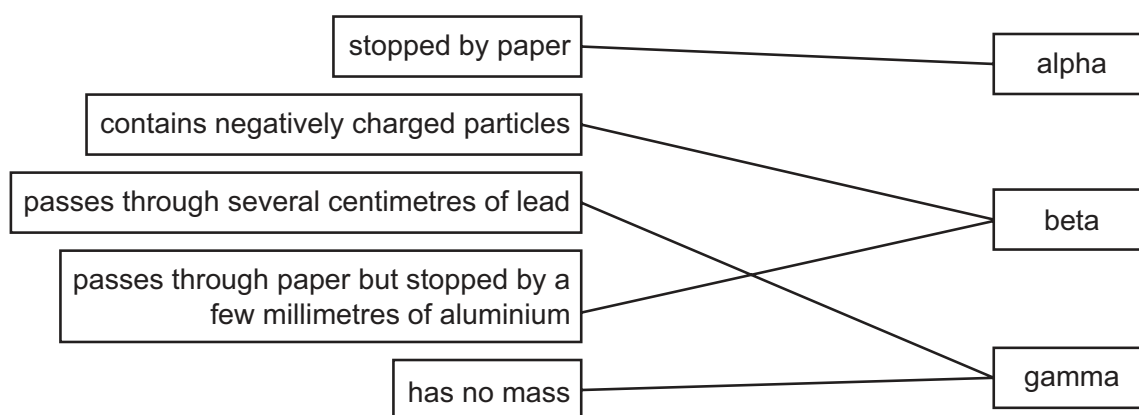 stopped by paper
contains negatively charged particles
passes through several centimetres of lead
passes through paper but stopped by a
few millimetres of aluminium
has no mass
alpha
beta
gamma